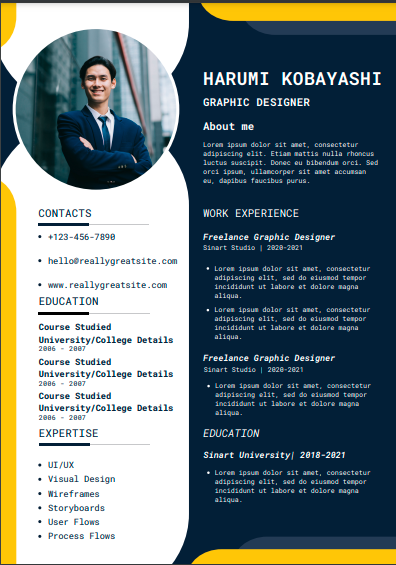 HARUMI KOBAYASHI
GRAPHIC DESIGNER
About me
Lorem ipsum dolor sit amet, consectetur
adipiscing elit. Etiam mattis nulla rhoncus
luctus suscipit. Donec eu bibendum orci. Sed
orci ipsum, ullamcorper sit amet accumsan
eu, dapibus faucibus purus.
CONTACTS
• +123-456-7890
• hello@reallygreatsite.com
• www.reallygreatsite.com
EDUCATION
Course Studied
University/College Details
2006 - 2007
Course Studied
University/College Details
2006 - 2007
Course Studied
University/College Details
2006 - 2007
EXPERTISE
• UI/UX
• Visual Design
• Wireframes
• Storyboards
• User Flows
• Process Flows
WORK EXPERIENCE
Freelance Graphic Designer
Sinart Studio | 2020-2021
• Lorem ipsum dolor sit amet, consectetur
adipiscing elit, sed do eiusmod tempor
incididunt ut labore et dolore magna
aliqua.
• Lorem ipsum dolor sit amet, consectetur
adipiscing elit, sed do eiusmod tempor
incididunt ut labore et dolore magna
aliqua.
Freelance Graphic Designer
Sinart Studio | 2020-2021
• Lorem ipsum dolor sit amet, consectetur
adipiscing elit, sed do eiusmod tempor
incididunt ut labore et dolore magna
aliqua.
EDUCATION
Sinart University| 2018-2021
• Lorem ipsum dolor sit amet, consectetur
adipiscing elit, sed do eiusmod tempor
incididunt ut labore et dolore magna
aliqua.